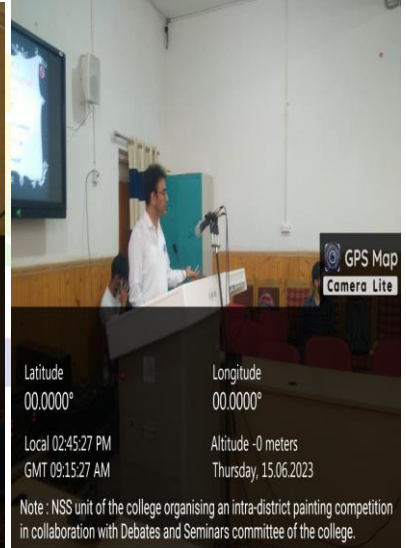 GPS Map
Camera Lite
Latitude
00.0000°
Longitude
00.0000°
Local 02:45:27 PM
GMT 09:15:27 AM
Altitude -0 meters
Thursday, 15.06.2023
Note : NSS unit of the college organising an intra-district painting competition
in collaboration with Debates and Seminars committee of the college.